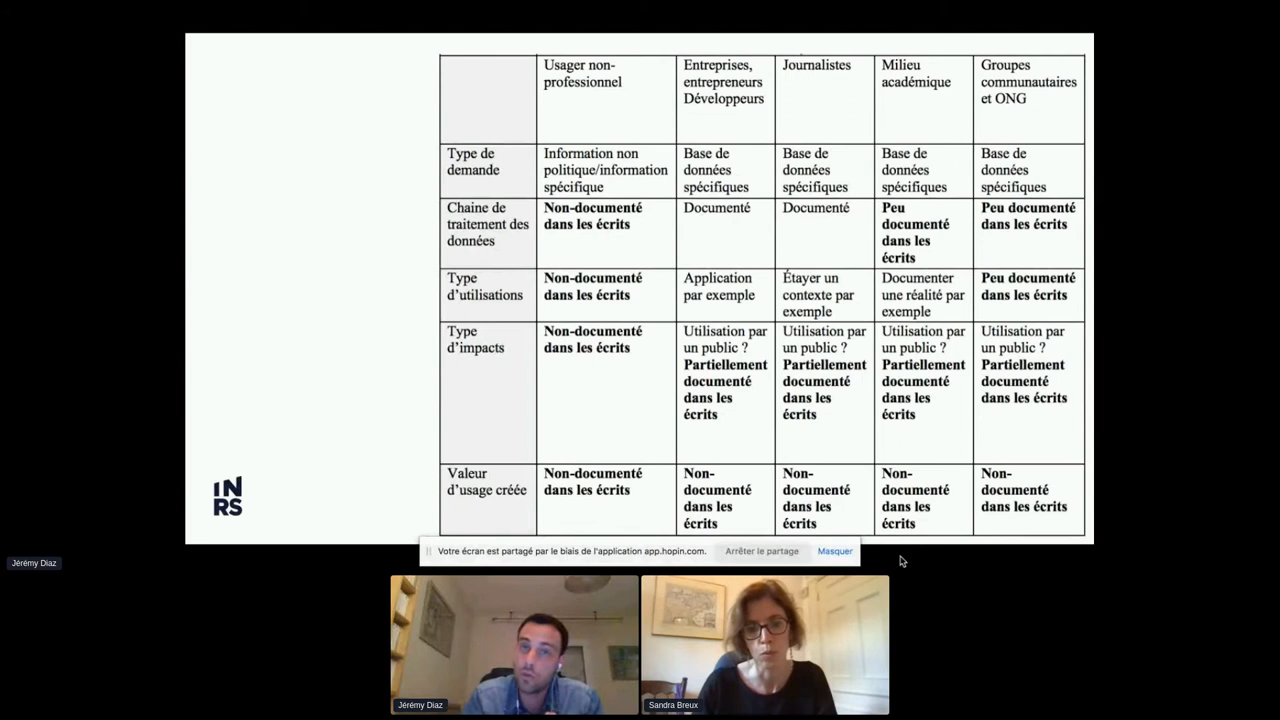 Usager non-
professionnel
Entreprises,
entrepreneurs
Développeurs
Journalistes
Milieu
académique
Groupes
communautaires
et ONG
Type de
demande
Information non
politique/information
spécifique
Base de
données
spécifiques
Base de
données
spécifiques
Base de
données
spécifiques
Base de
données
spécifiques
Chaine de
traitement des
données
Non-documenté
dans les écrits
Documenté
Documenté
Peu
documenté
dans les
écrits
Peu documenté
dans les écrits
Type
d’utilisations
Non-documenté
dans les écrits
Application
par exemple
Étayer un
contexte par
exemple
Documenter
une réalité par
exemple
Peu documenté
dans les écrits
Type
d’impacts
Non-documenté
dans les écrits
Utilisation par
un public ?
Partiellement
documenté
dans les
écrits
Utilisation par
un public ?
Partiellement
documenté
dans les
écrits
Utilisation par
un public ?
Partiellement
documenté
dans les
écrits
Utilisation par
un public ?
Partiellement
documenté
dans les écrits
Valeur
d’usage créée
Non-documenté
dans les écrits
Non-
documenté
dans les
écrits
Non-
documenté
dans les
écrits
Non-
documenté
dans les
écrits
Non-
documenté
dans les écrits
INRS
Votre écran est partagé par le biais de l'application app.hopin.com.
Arrêter le partage
Masquer
Jérémy Diaz
Jérémy Diaz
Sandra Breux